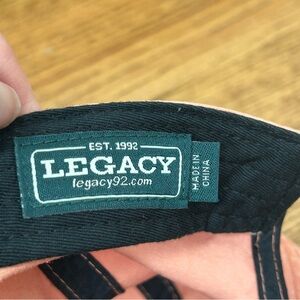 EST. 1992
LEGACY
legacy92.com
MADE IN
CHINA